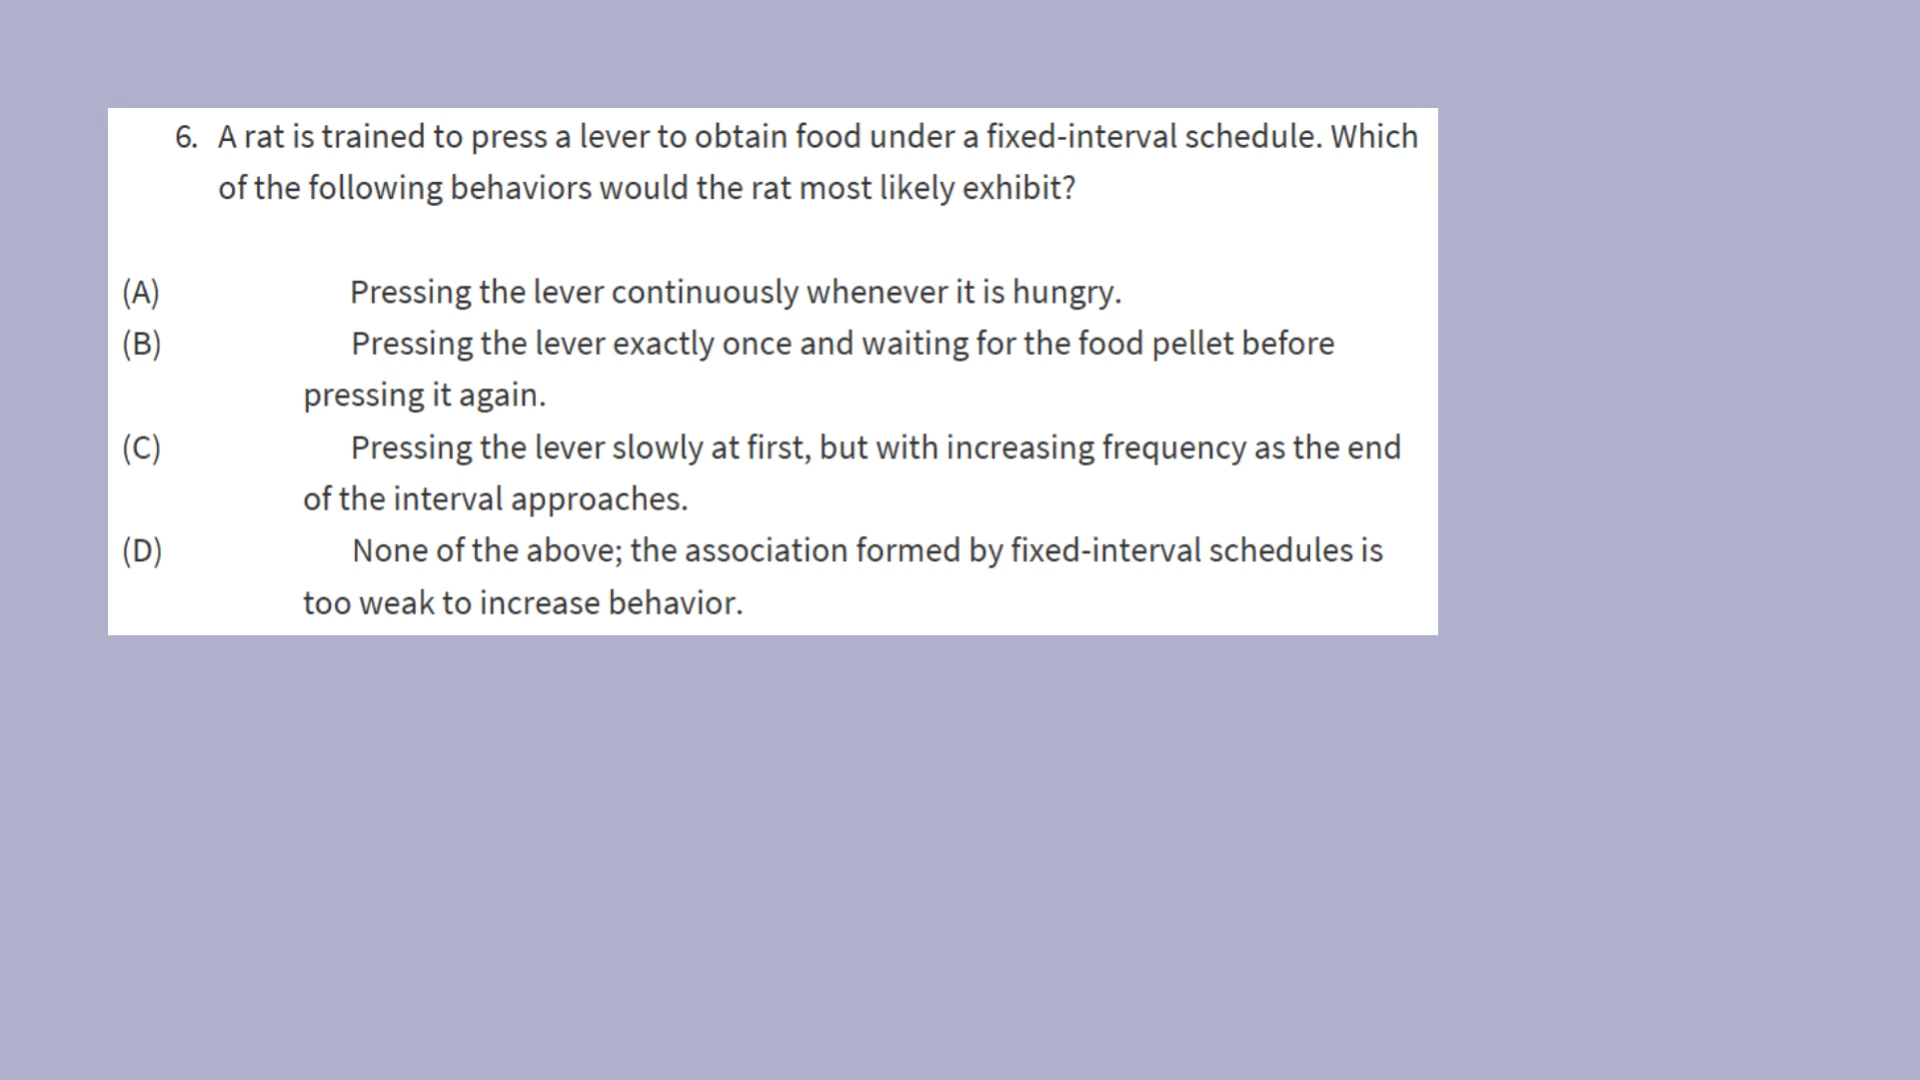 6. A rat is trained to press a lever to obtain food under a fixed-interval schedule. Which
of the following behaviors would the rat most likely exhibit?
(A) Pressing the lever continuously whenever it is hungry.
(B) Pressing the lever exactly once and waiting for the food pellet before
pressing it again.
(C) Pressing the lever slowly at first, but with increasing frequency as the end
of the interval approaches.
(D) None of the above; the association formed by fixed-interval schedules is
too weak to increase behavior.